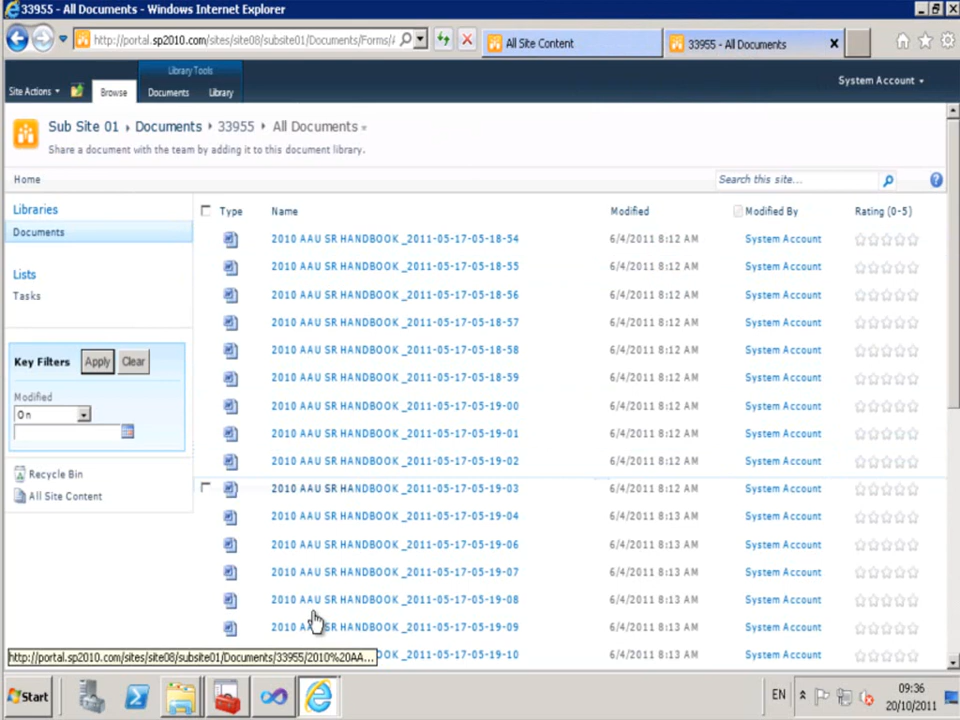 33955 - All Documents - Windows Internet Explorer
http://portal.sp2010.com/sites/site08/subsite01/Documents/Forms/
All Site Content
33955 - All Documents
Library Tools
Site Actions
Browse
Documents
Library
System Account
Sub Site 01 Documents 33955 All Documents
Share a document with the team by adding it to this document library.
Home
Search this site...
Libraries
Documents
Lists
Tasks
Key Filters Apply Clear
Modified
On
Recycle Bin
All Site Content
Type Name Modified Modified By Rating (0-5)
2010 AAU SR HANDBOOK _2011-05-17-05-18-54 6/4/2011 8:12 AM System Account
2010 AAU SR HANDBOOK _2011-05-17-05-18-55 6/4/2011 8:12 AM System Account
2010 AAU SR HANDBOOK _2011-05-17-05-18-56 6/4/2011 8:12 AM System Account
2010 AAU SR HANDBOOK _2011-05-17-05-18-57 6/4/2011 8:12 AM System Account
2010 AAU SR HANDBOOK _2011-05-17-05-18-58 6/4/2011 8:12 AM System Account
2010 AAU SR HANDBOOK _2011-05-17-05-18-59 6/4/2011 8:12 AM System Account
2010 AAU SR HANDBOOK _2011-05-17-05-19-00 6/4/2011 8:12 AM System Account
2010 AAU SR HANDBOOK _2011-05-17-05-19-01 6/4/2011 8:12 AM System Account
2010 AAU SR HANDBOOK _2011-05-17-05-19-02 6/4/2011 8:12 AM System Account
2010 AAU SR HANDBOOK _2011-05-17-05-19-03 6/4/2011 8:12 AM System Account
2010 AAU SR HANDBOOK _2011-05-17-05-19-04 6/4/2011 8:13 AM System Account
2010 AAU SR HANDBOOK _2011-05-17-05-19-06 6/4/2011 8:13 AM System Account
2010 AAU SR HANDBOOK _2011-05-17-05-19-07 6/4/2011 8:13 AM System Account
2010 AAU SR HANDBOOK _2011-05-17-05-19-08 6/4/2011 8:13 AM System Account
2010 SR HANDBOOK _2011-05-17-05-19-09 6/4/2011 8:13 AM System Account
http://portal.sp2010.com/sites/site08/subsite01/Documents/33955/2010%20AA...
OOK _2011-05-17-05-19-10 6/4/2011 8:13 AM System Account
Start
EN
09:36
20/10/2011